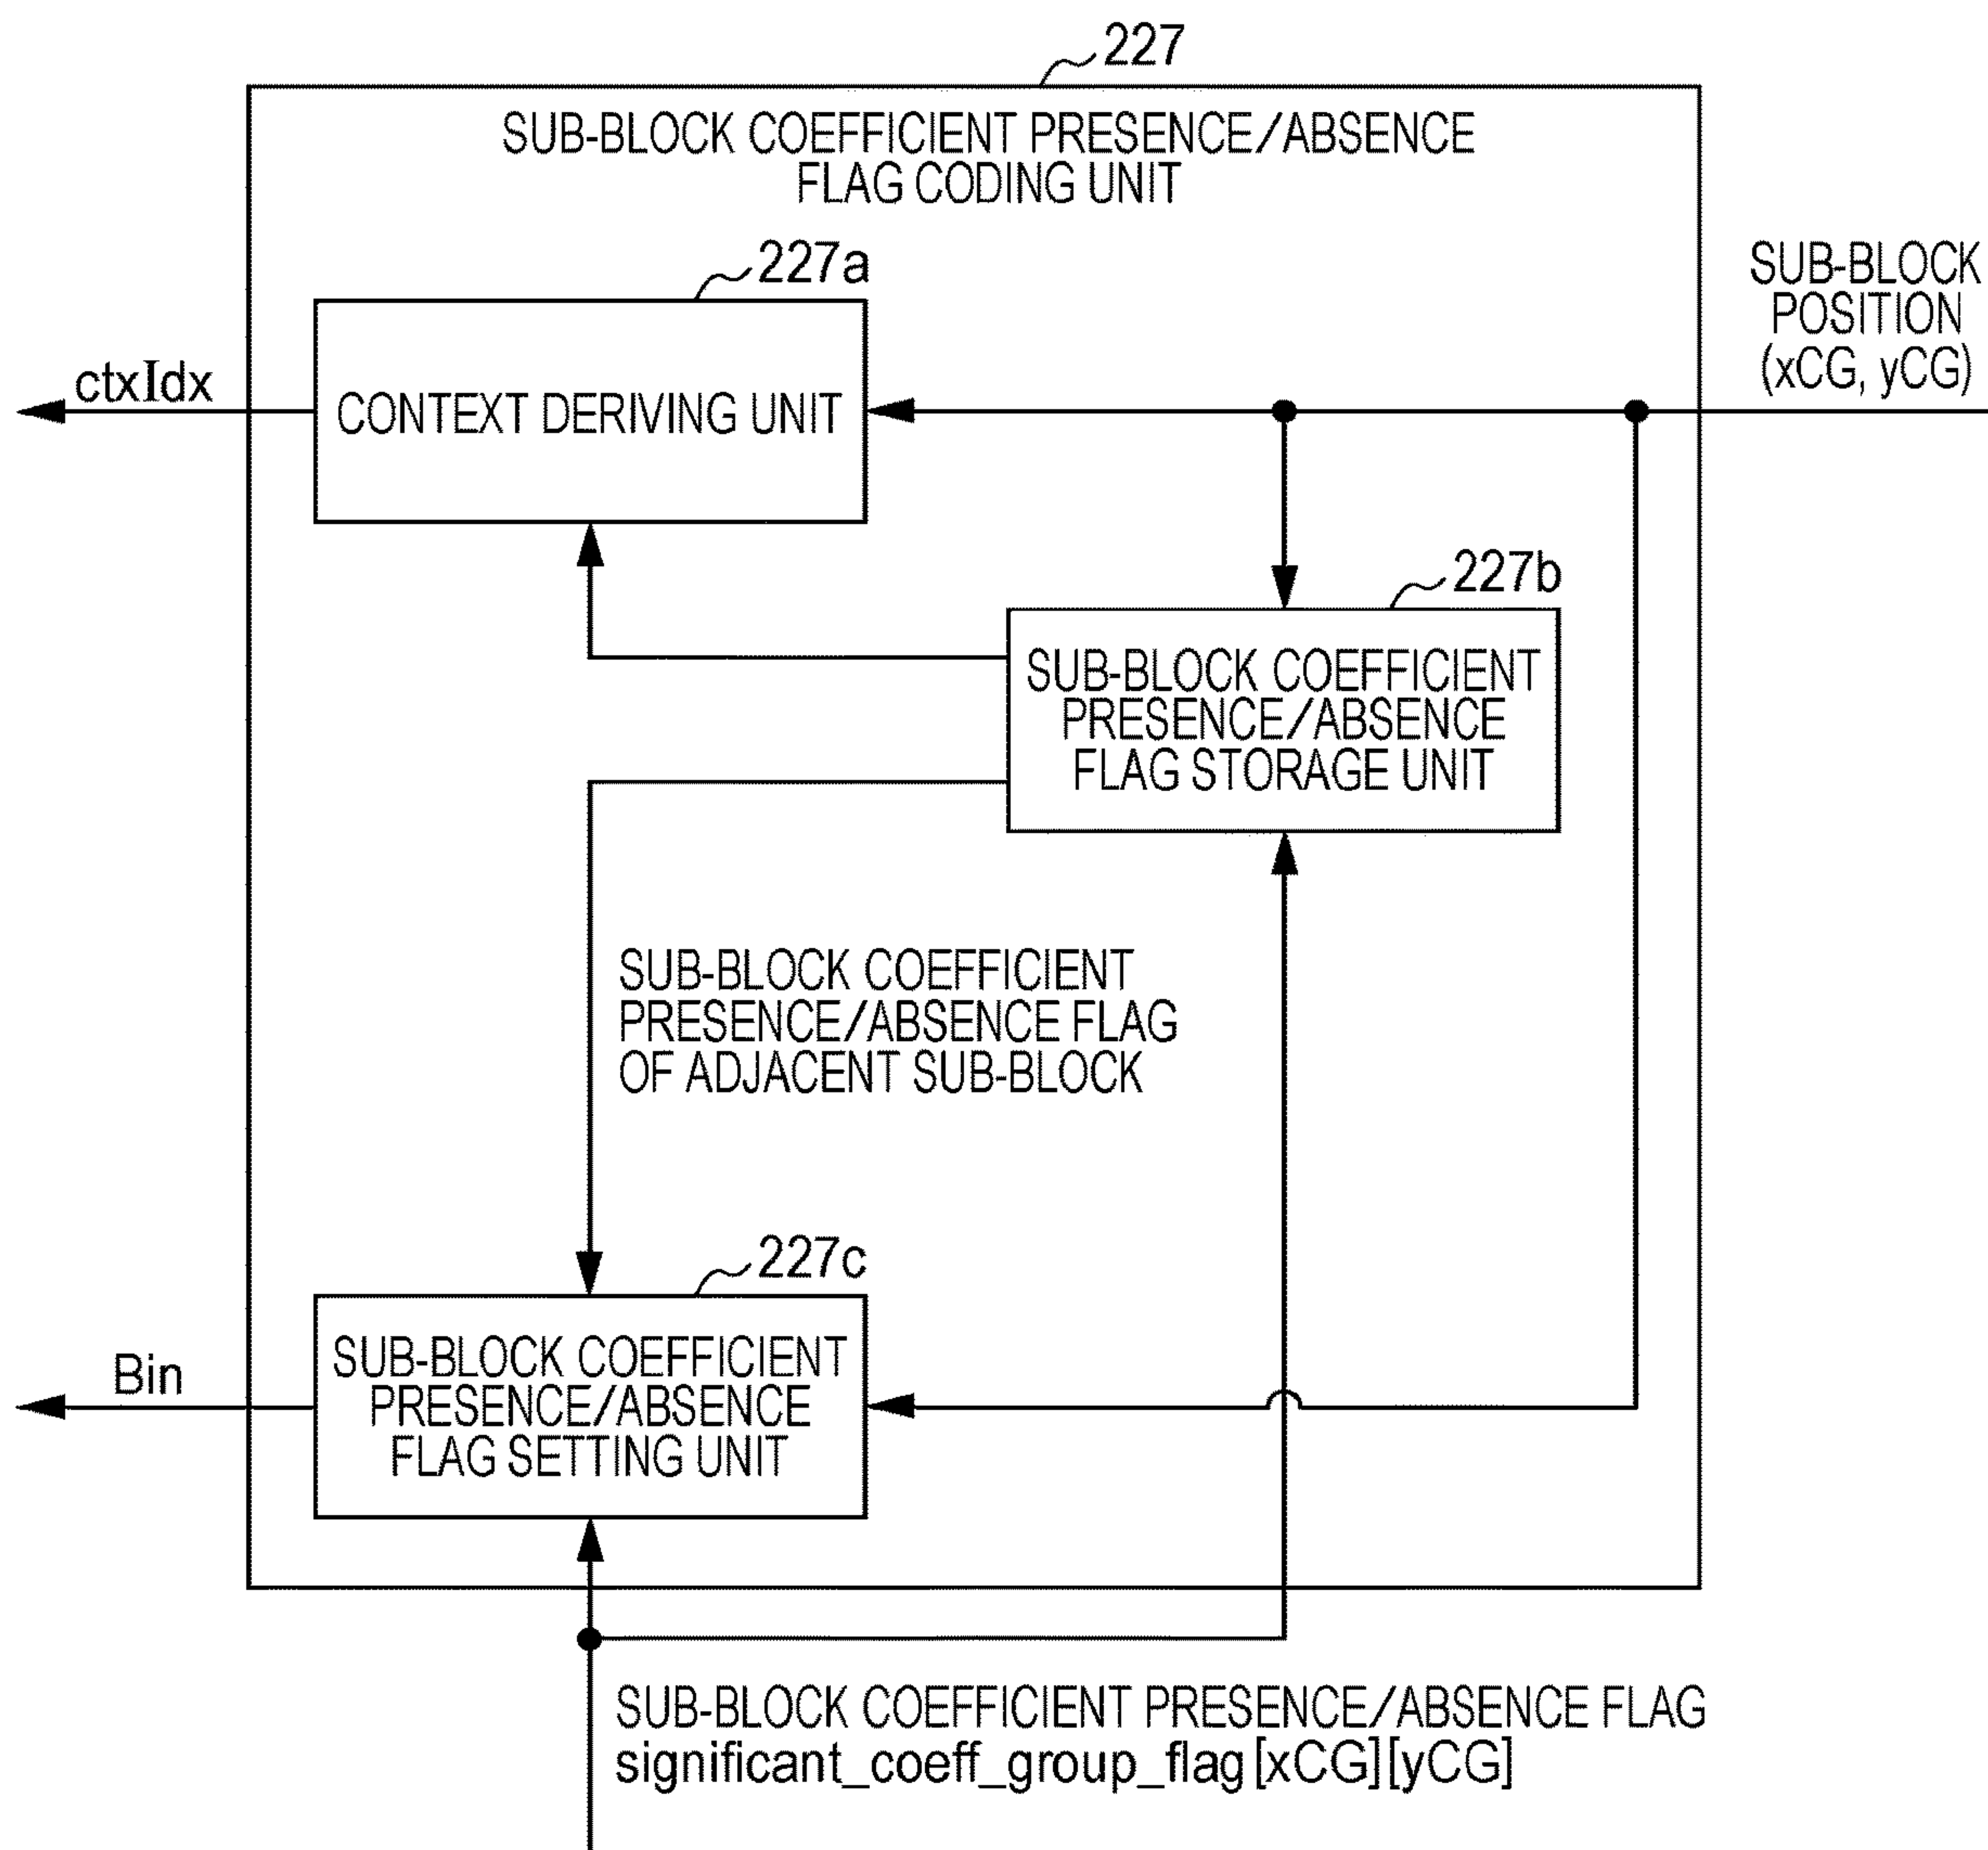 227
SUB-BLOCK COEFFICIENT PRESENCE/ABSENCE
FLAG CODING UNIT
227a
SUB-BLOCK
POSITION
(xCG, yCG)
ctxIdx
CONTEXT DERIVING UNIT
227b
SUB-BLOCK COEFFICIENT
PRESENCE/ABSENCE
FLAG STORAGE UNIT
SUB-BLOCK COEFFICIENT
PRESENCE/ABSENCE FLAG
OF ADJACENT SUB-BLOCK
227c
Bin
SUB-BLOCK COEFFICIENT
PRESENCE/ABSENCE
FLAG SETTING UNIT
SUB-BLOCK COEFFICIENT PRESENCE/ABSENCE FLAG
significant_coeff_group_flag[xCG][yCG]